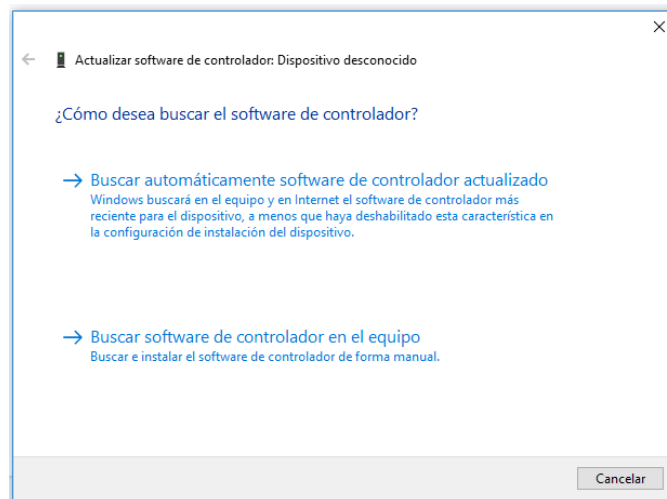 Actualizar software de controlador: Dispositivo desconocido
¿Cómo desea buscar el software de controlador?
Buscar automáticamente software de controlador actualizado
Windows buscará en el equipo y en Internet el software de controlador más
reciente para el dispositivo, a menos que haya deshabilitado esta característica en
la configuración de instalación del dispositivo.
Buscar software de controlador en el equipo
Buscar e instalar el software de controlador de forma manual.
Cancelar